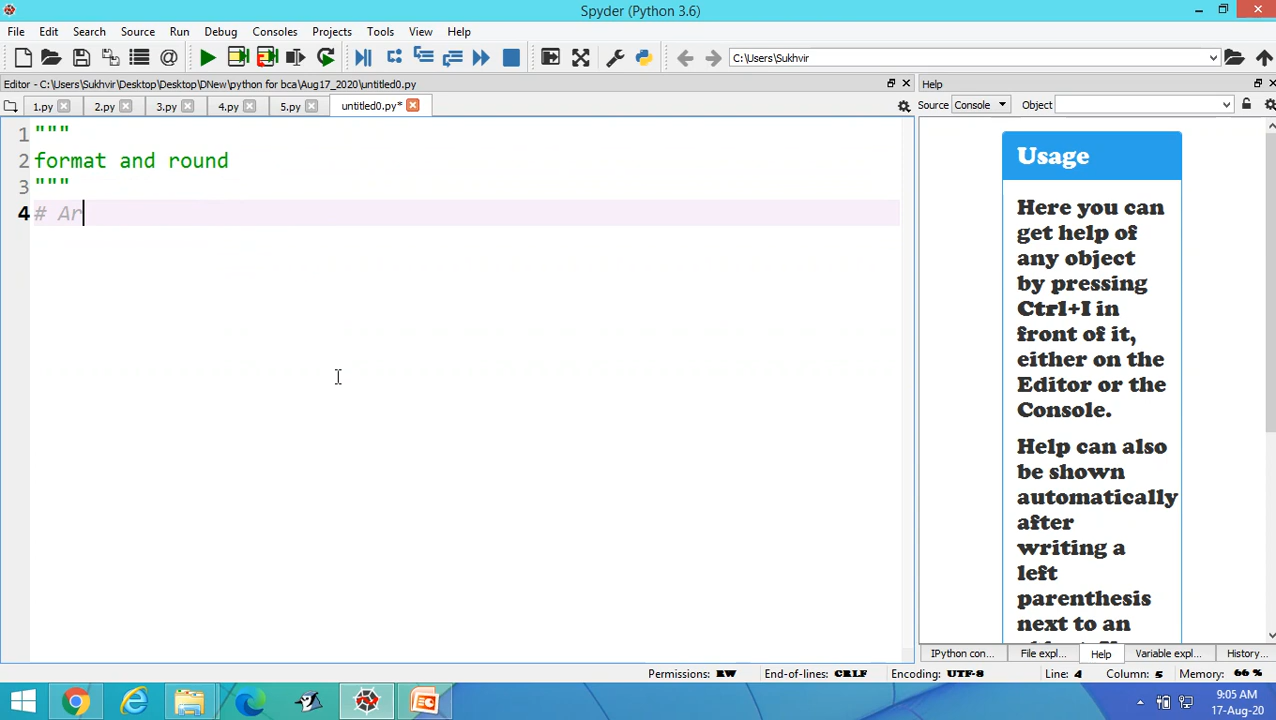 Spyder (Python 3.6)
File Edit Search Source Run Debug Consoles Projects Tools View Help
C:\Users\Sukhvir
Editor - C:\Users\Sukhvir\Desktop\Desktop\DNew\python for bca\Aug17_2020\untitled0.py
Help
1.py 2.py 3.py 4.py 5.py untitled0.py*
Source Console Object
1 """
2 format and round
3 """
4 # Ar
Usage
Here you can
get help of
any object
by pressing
Ctrl+I in
front of it,
either on the
Editor or the
Console.
Help can also
be shown
automatically
after
writing a
left
parenthesis
next to an
IPython con... File expl... Help Variable expl... History...
Permissions: RW End-of-lines: CRLF Encoding: UTF-8 Line: 4 Column: 5 Memory: 66 %
9:05 AM
17-Aug-20